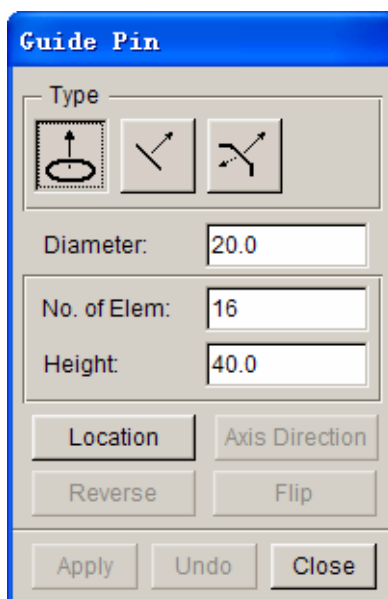 Guide Pin
Type
Diameter: 20.0
No. of Elem: 16
Height: 40.0
Location Axis Direction
Reverse Flip
Apply Undo Close